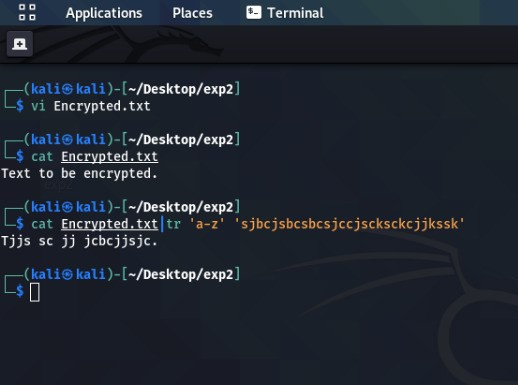 Applications Places Terminal
┌──(kali㉿kali)-[~/Desktop/exp2]
└─$ vi Encrypted.txt
┌──(kali㉿kali)-[~/Desktop/exp2]
└─$ cat Encrypted.txt
Text to be encrypted.
┌──(kali㉿kali)-[~/Desktop/exp2]
└─$ cat Encrypted.txt|tr 'a-z' 'sjbcjsbcsbcsjccjscksckcjjkssk'
Tjjs sc jj jcbcjjsjc.
┌──(kali㉿kali)-[~/Desktop/exp2]
└─$